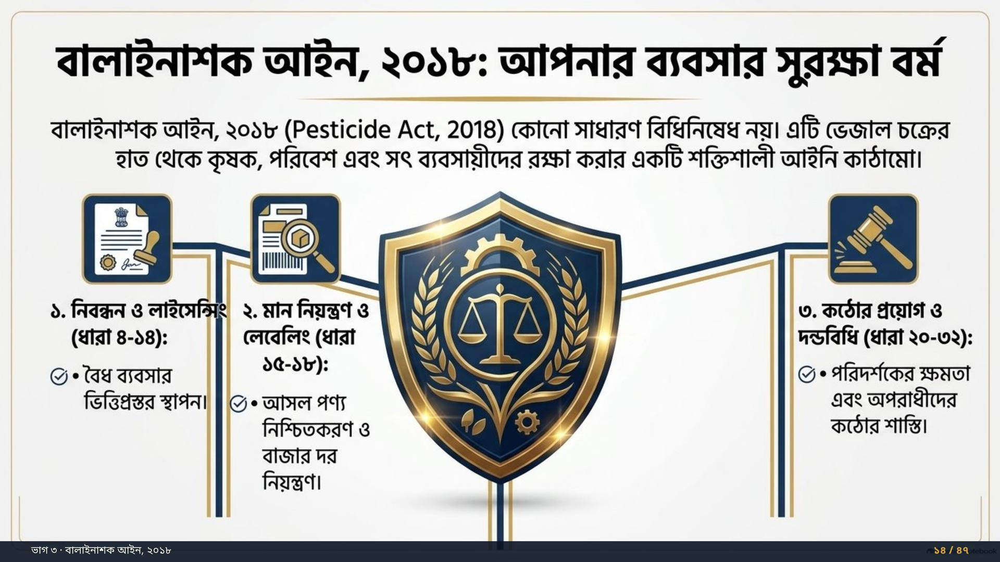 বালাইনাশক আইন, ২০১৮: আপনার ব্যবসার সুরক্ষা বর্ম
বালাইনাশক আইন, ২০১৮ (Pesticide Act, 2018) কোনো সাধারণ বিধিনিষেধ নয়। এটি ভেজাল চক্রের
হাত থেকে কৃষক, পরিবেশ এবং সৎ ব্যবসায়ীদের রক্ষা করার একটি শক্তিশালী আইনি কাঠামো।
১. নিবন্ধন ও লাইসেন্সিং
(ধারা ৪-১৪):
• বৈধ ব্যবসার
ভিত্তিপ্রস্তর স্থাপন।
২. মান নিয়ন্ত্রণ ও
লেবেলিং (ধারা
১৫-১৮):
• আসল পণ্য
নিশ্চিতকরণ ও
বাজার দর
নিয়ন্ত্রণ।
৩. কঠোর প্রয়োগ ও
দন্ডবিধি (ধারা ২০-৩২):
• পরিদর্শকের ক্ষমতা
এবং অপরাধীদের
কঠোর শাস্তি।
ভাগ ৩ · বালাইনাশক আইন, ২০১৮
১৪ / ৪৭